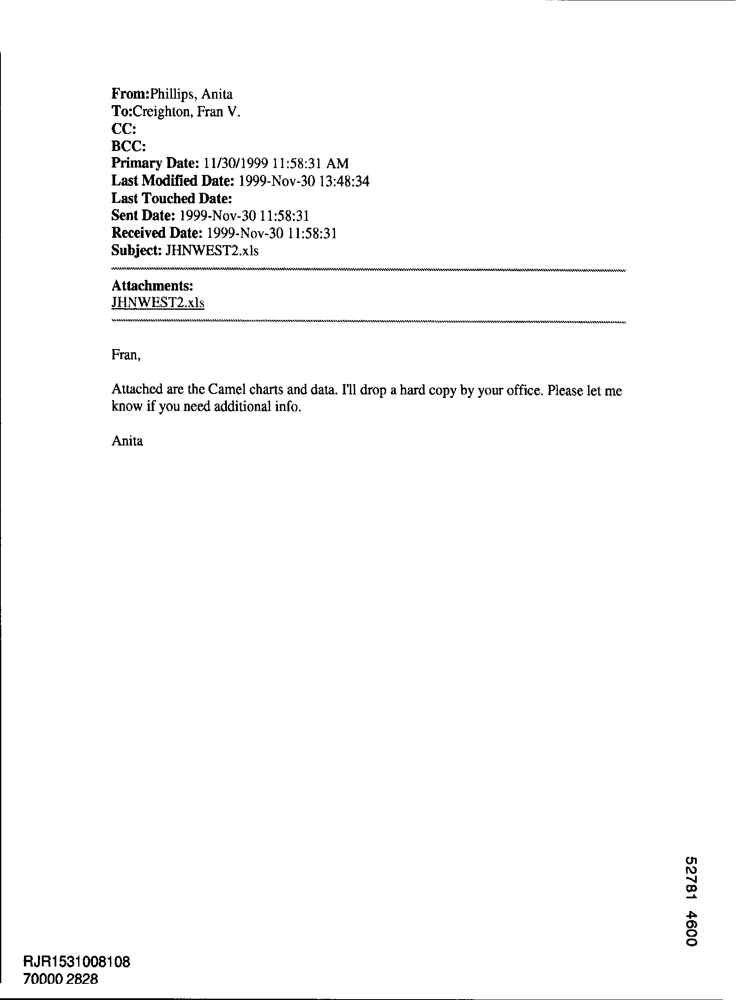 From:Phillips, Anita
To:Creighton, Fran V.
CC:
BCC:
Primary Date: 11/30/1999 11:58:31 AM
Last Modified Date: 1999-Nov-30 13:48:34
Last Touched Date:
Sent Date: 1999-Nov-30 11:58:31
Received Date: 1999-Nov-30 11:58:31
Subject: JHNWEST2.xls
Attachments:
JHNWEST2.xls
Fran,
Attached are the Camel charts and data. I'll drop a hard copy by your office. Please let me
know if you need additional info.
Anita
52781 4600
RJR1531008108
70000 2828